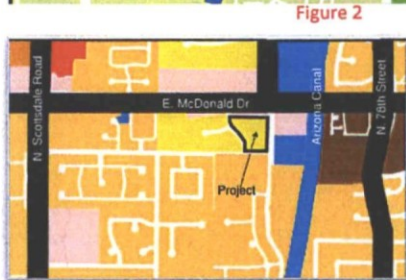 Figure 2
N. Scottsdale Road
E. McDonald Dr
Arizona Canal
N. 78th Street
Project